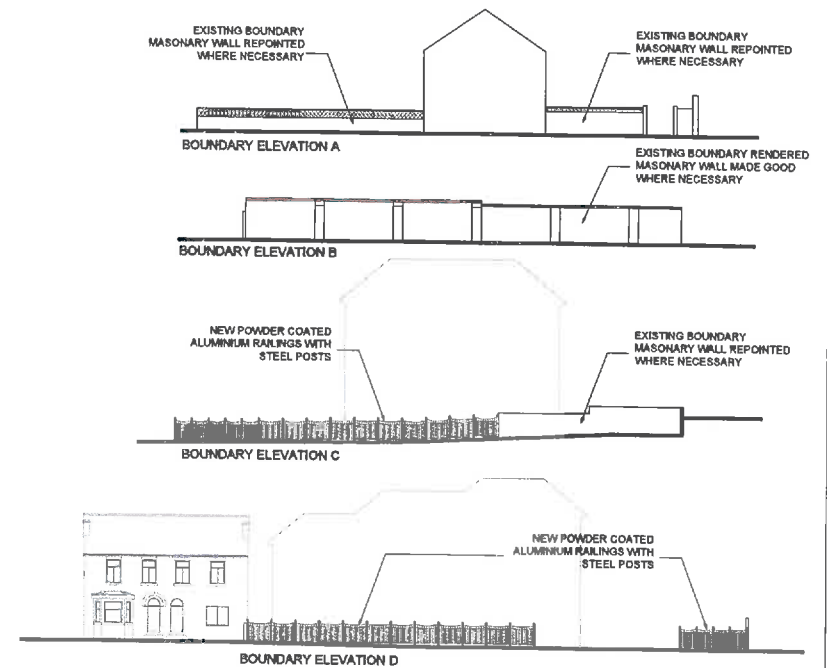 EXISTING BOUNDARY
MASONARY WALL REPOINTED
WHERE NECESSARY
EXISTING BOUNDARY
MASONARY WALL REPOINTED
WHERE NECESSARY
BOUNDARY ELEVATION A
EXISTING BOUNDARY RENDERED
MASONARY WALL MADE GOOD
WHERE NECESSARY
BOUNDARY ELEVATION B
NEW POWDER COATED
ALUMINIUM RAILINGS WITH
STEEL POSTS
EXISTING BOUNDARY
MASONARY WALL REPOINTED
WHERE NECESSARY
BOUNDARY ELEVATION C
NEW POWDER COATED
ALUMINIUM RAILINGS WITH
STEEL POSTS
BOUNDARY ELEVATION D